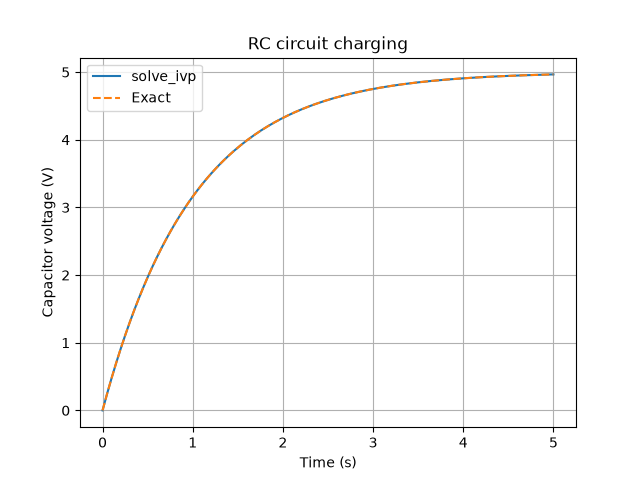 RC circuit charging
solve_ivp
Exact
Capacitor voltage (V)
5
4
3
2
1
0
0 1 2 3 4 5
Time (s)